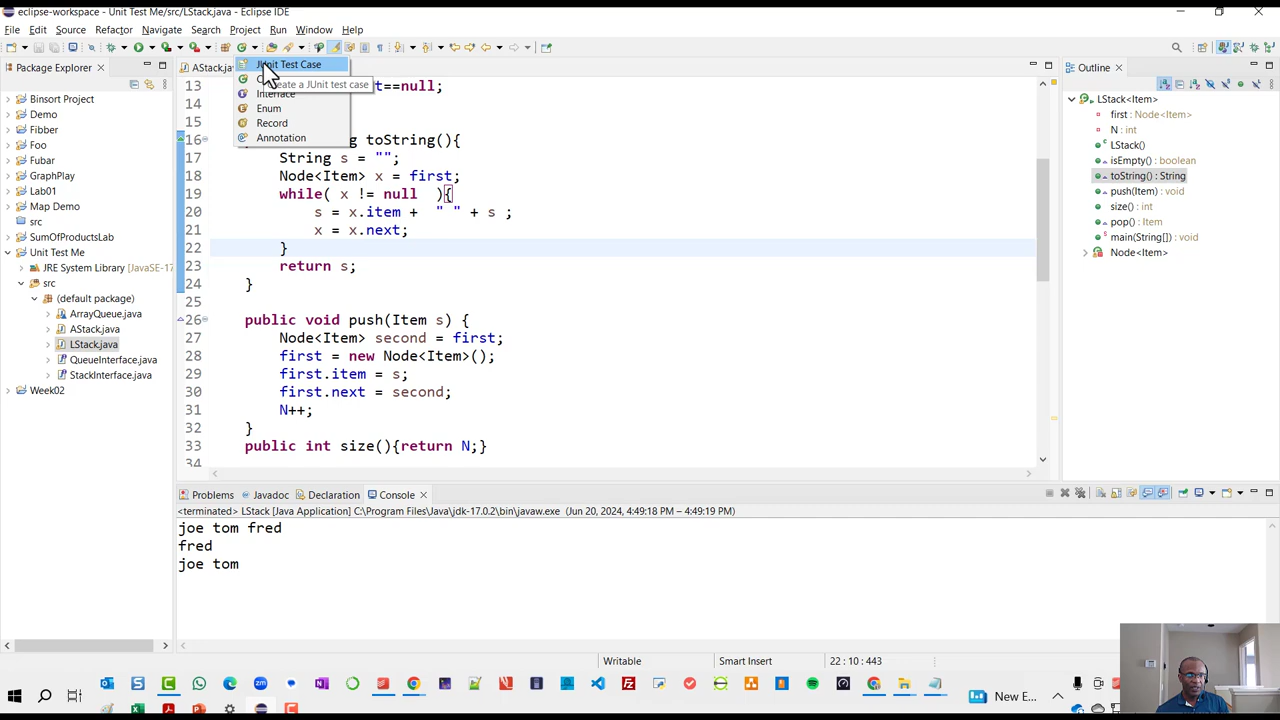 eclipse-workspace - Unit Test Me/src/LStack.java - Eclipse IDE
File Edit Source Refactor Navigate Search Project Run Window Help
Package Explorer
Binsort Project
Demo
Fibber
Foo
Fubar
GraphPlay
Lab01
Map Demo
src
SumOfProductsLab
Unit Test Me
JRE System Library [JavaSE-17
src
(default package)
ArrayQueue.java
AStack.java
LStack.java
QueueInterface.java
StackInterface.java
Week02
AStack.ja
JUnit Test Case
Create a JUnit test case
Interface
Enum
Record
Annotation
13 t==null;
14
15
16 toString(){
17 String s = "";
18 Node<Item> x = first;
19 while( x != null ){
20 s = x.item + " " + s ;
21 x = x.next;
22 }
23 return s;
24 }
25
26 public void push(Item s) {
27 Node<Item> second = first;
28 first = new Node<Item>();
29 first.item = s;
30 first.next = second;
31 N++;
32 }
33 public int size(){return N;}
34
Outline
LStack<Item>
first : Node<Item>
N : int
LStack()
isEmpty() : boolean
toString() : String
push(Item) : void
size() : int
pop() : Item
main(String[]) : void
Node<Item>
Problems Javadoc Declaration Console
<terminated> LStack [Java Application] C:\Program Files\Java\jdk-17.0.2\bin\javaw.exe (Jun 20, 2024, 4:49:18 PM – 4:49:19 PM)
joe tom fred
fred
joe tom
Writable Smart Insert 22 : 10 : 443
New E...